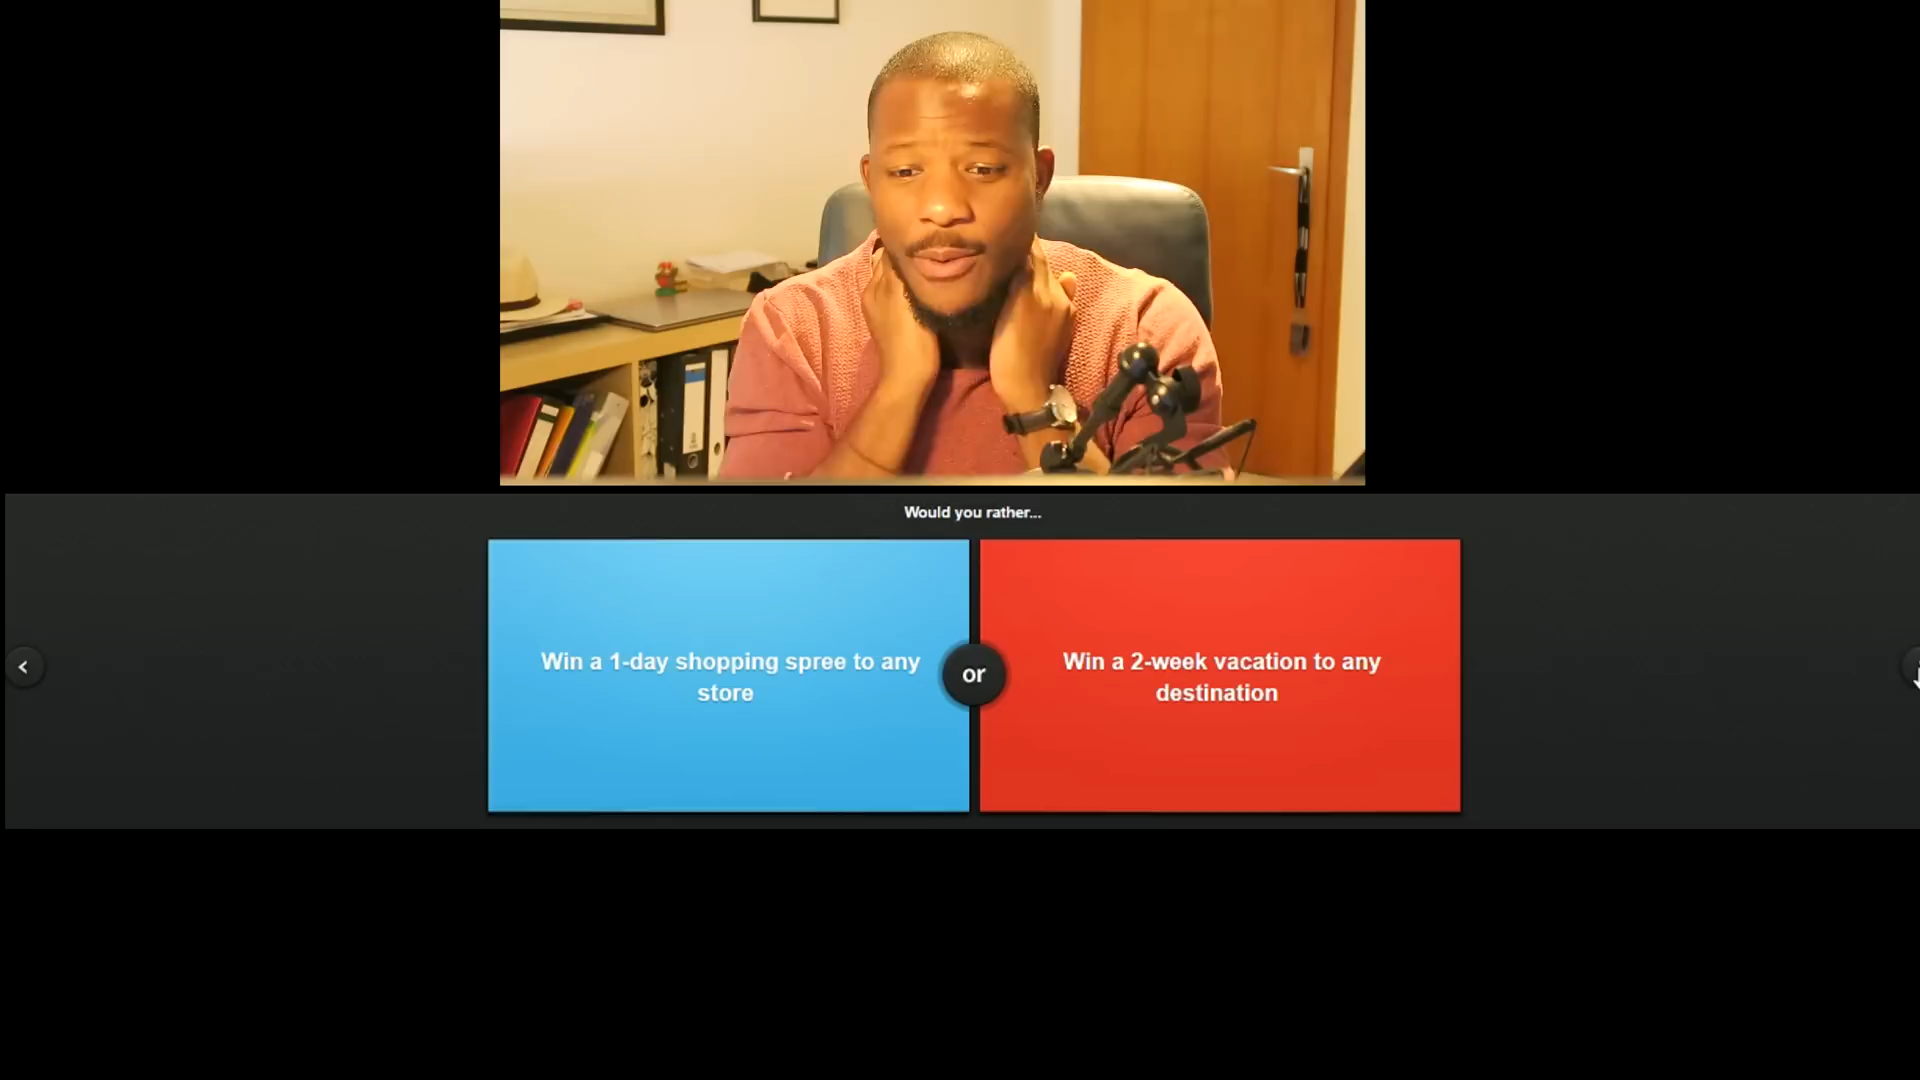 Would you rather...
Win a 1-day shopping spree to any
store
or
Win a 2-week vacation to any
destination